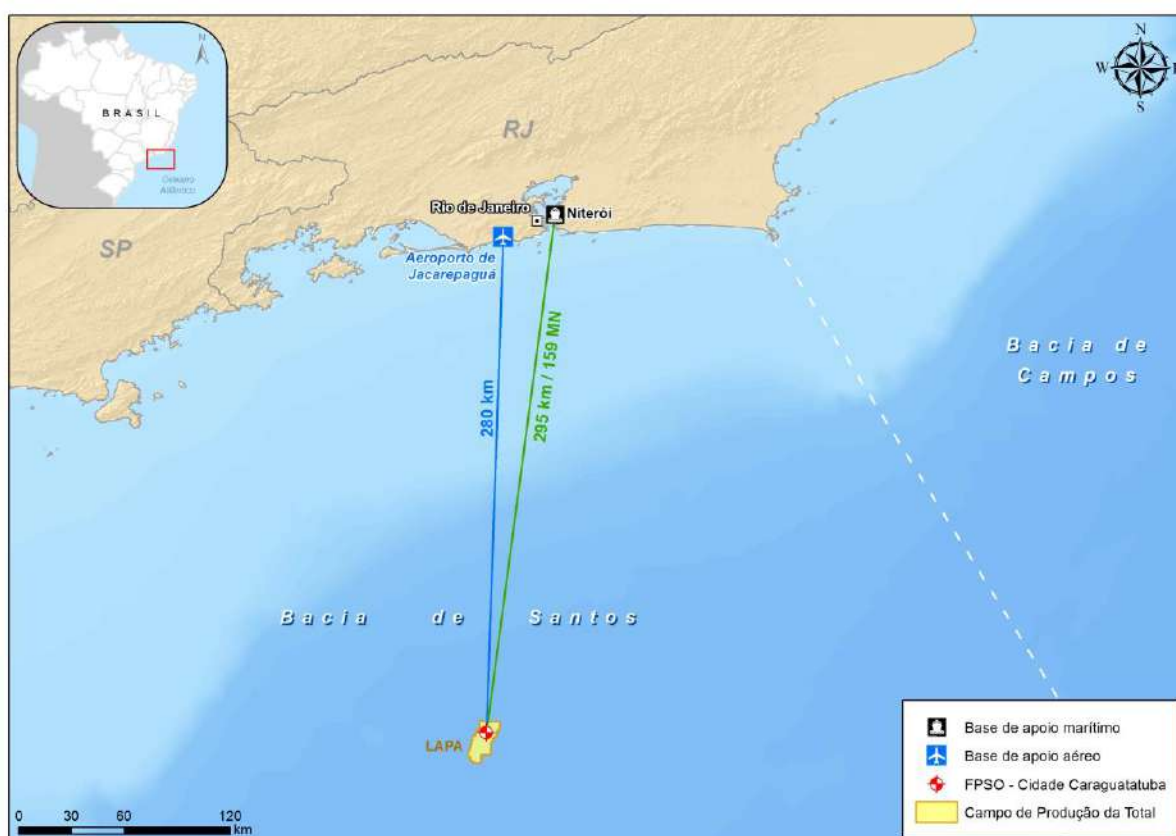 N
BRASIL
Oceano
Atlântico
N
W
E
S
RJ
SP
Rio de Janeiro
Niterói
Aeroporto de
Jacarepaguá
280 km
295 km / 159 MN
Bacia de
Campos
Bacia de Santos
LAPA
Base de apoio marítimo
Base de apoio aéreo
FPSO - Cidade Caraguatatuba
Campo de Produção da Total
0 30 60 120
km